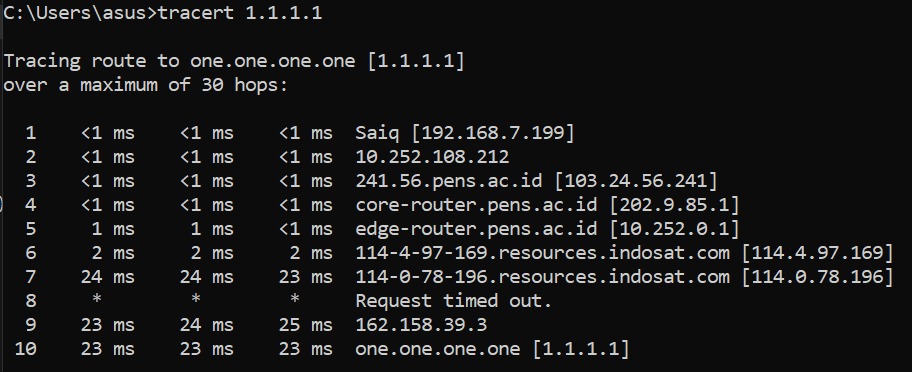 C:\Users\asus>tracert 1.1.1.1
Tracing route to one.one.one.one [1.1.1.1]
over a maximum of 30 hops:
1 <1 ms <1 ms <1 ms Saiq [192.168.7.199]
2 <1 ms <1 ms <1 ms 10.252.108.212
3 <1 ms <1 ms <1 ms 241.56.pens.ac.id [103.24.56.241]
4 <1 ms <1 ms <1 ms core-router.pens.ac.id [202.9.85.1]
5 1 ms 1 ms <1 ms edge-router.pens.ac.id [10.252.0.1]
6 2 ms 2 ms 2 ms 114-4-97-169.resources.indosat.com [114.4.97.169]
7 24 ms 24 ms 23 ms 114-0-78-196.resources.indosat.com [114.0.78.196]
8 * * * Request timed out.
9 23 ms 24 ms 25 ms 162.158.39.3
10 23 ms 23 ms 23 ms one.one.one.one [1.1.1.1]